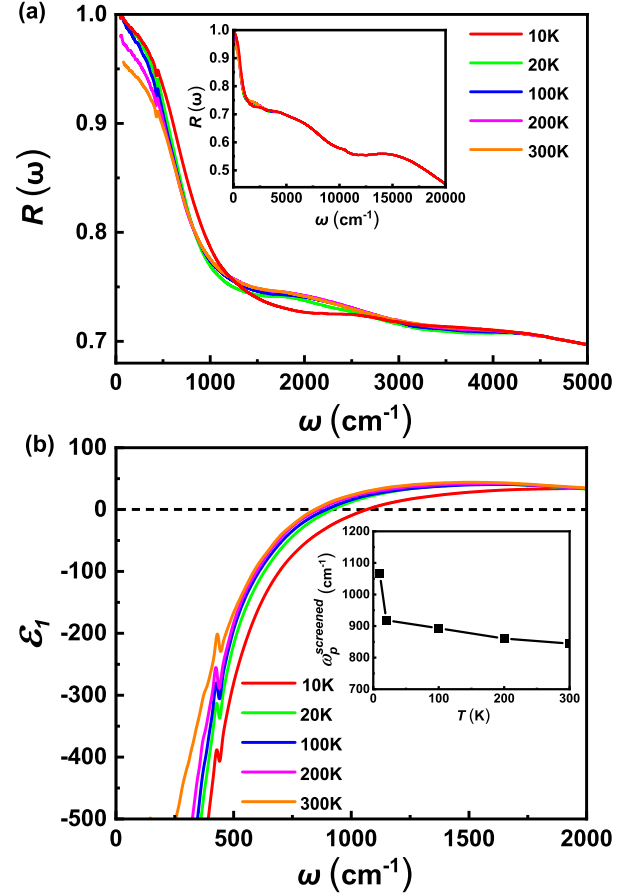 (a)
1.0
0.9
0.8
0.7
R (ω)
0 1000 2000 3000 4000 5000
ω (cm-1)
1.0
0.9
0.8
0.7
0.6
0.5
R (ω)
0 5000 10000 15000 20000
ω (cm-1)
10K
20K
100K
200K
300K
(b)
100
0
-100
-200
-300
-400
-500
ε1
0 500 1000 1500 2000
ω (cm-1)
10K
20K
100K
200K
300K
1200
1100
1000
900
800
700
ωp screened (cm-1)
0 100 200 300
T (K)